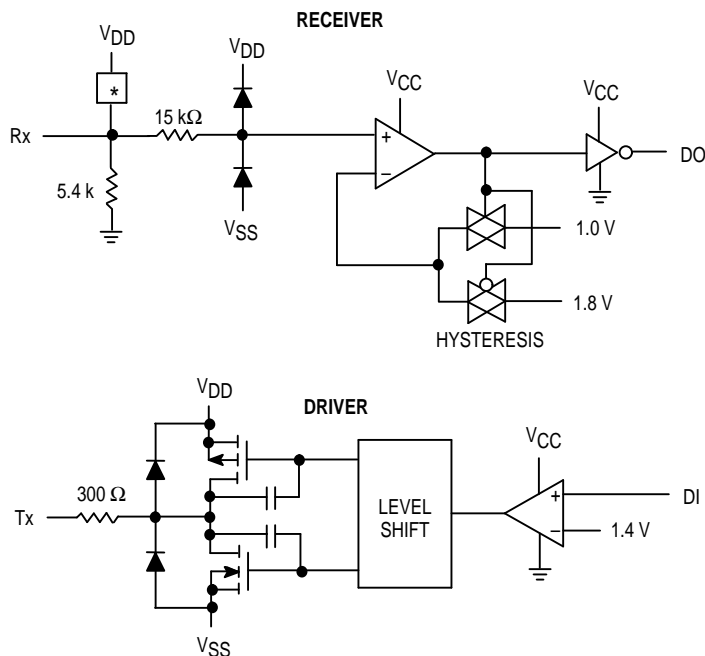 RECEIVER
VDD
*
VDD
VCC
VCC
15 kΩ
Rx
+
−
DO
5.4 k
VSS
1.0 V
1.8 V
HYSTERESIS
VDD
DRIVER
VCC
300 Ω
Tx
LEVEL
SHIFT
+
−
DI
1.4 V
VSS